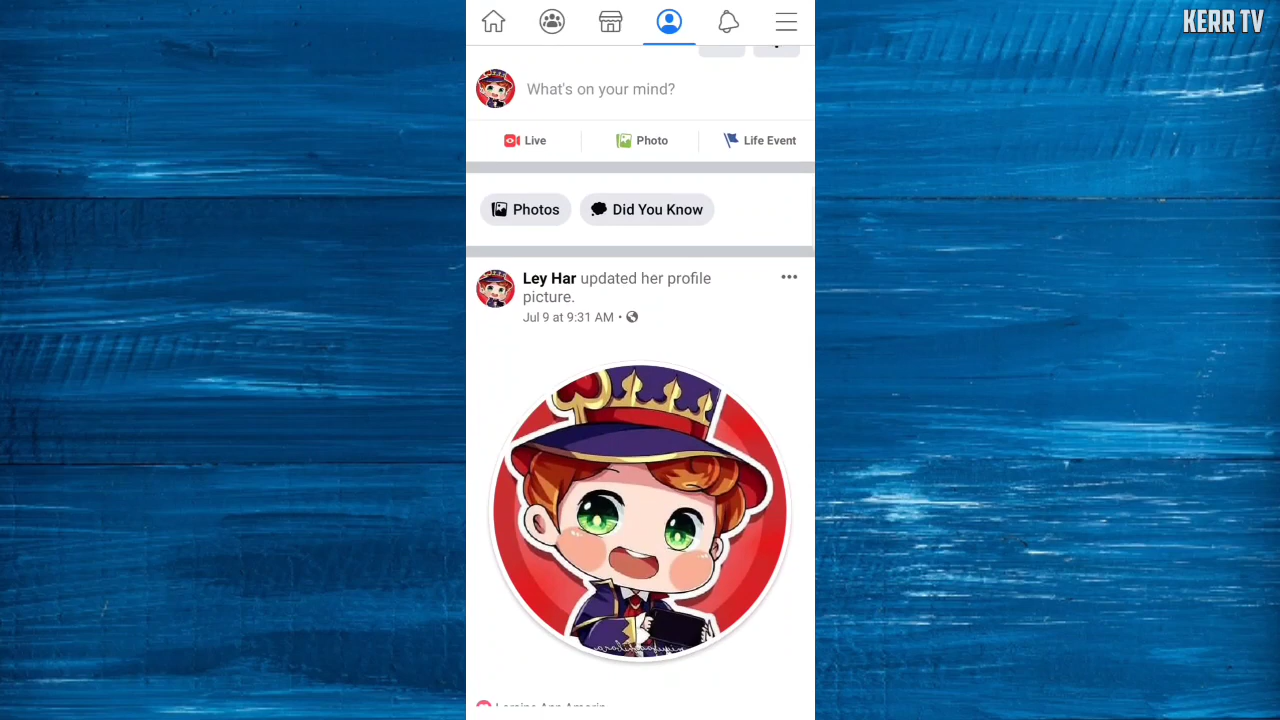 KERR TV
What's on your mind?
Live
Photo
Life Event
Photos
Did You Know
Ley Har updated her profile
picture.
Jul 9 at 9:31 AM •